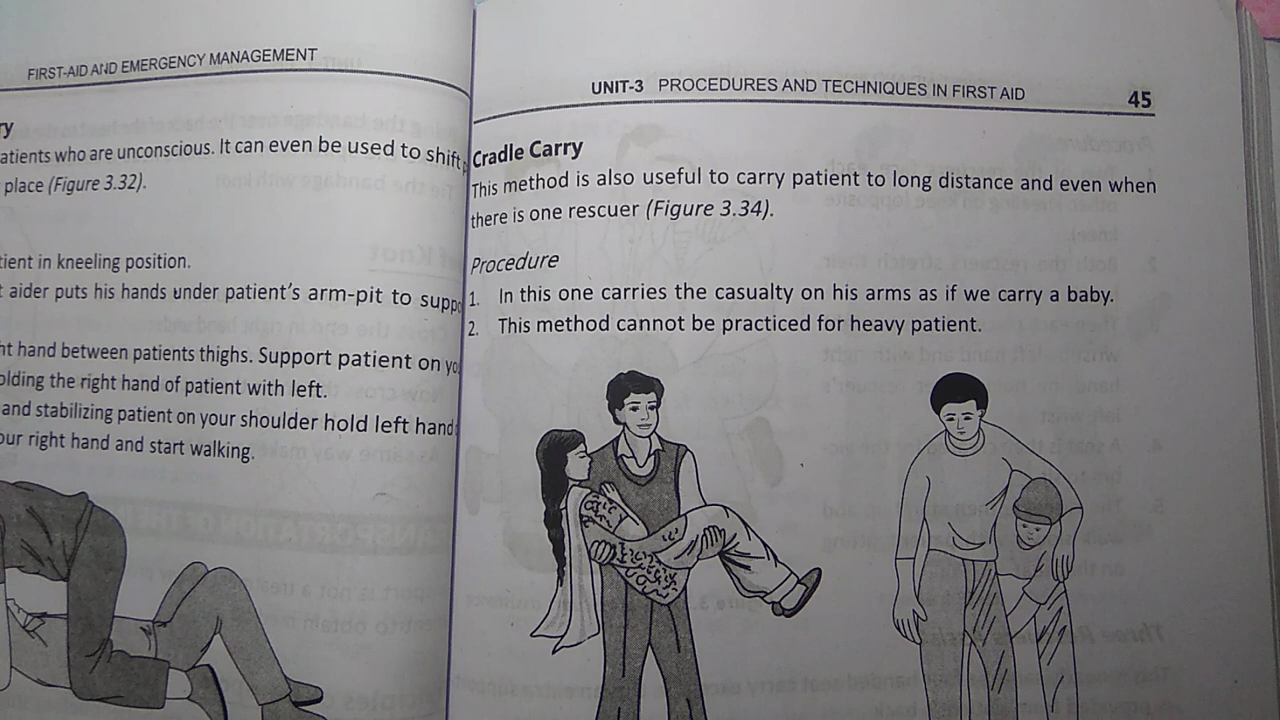 FIRST-AID AND EMERGENCY MANAGEMENT
ry
atients who are unconscious. It can even be used to shift
place (Figure 3.32).
tient in kneeling position.
t aider puts his hands under patient's arm-pit to supp
ht hand between patients thighs. Support patient on yo
olding the right hand of patient with left.
and stabilizing patient on your shoulder hold left hand
our right hand and start walking.
UNIT-3 PROCEDURES AND TECHNIQUES IN FIRST AID 45
Cradle Carry
This method is also useful to carry patient to long distance and even when
there is one rescuer (Figure 3.34).
Procedure
1. In this one carries the casualty on his arms as if we carry a baby.
2. This method cannot be practiced for heavy patient.